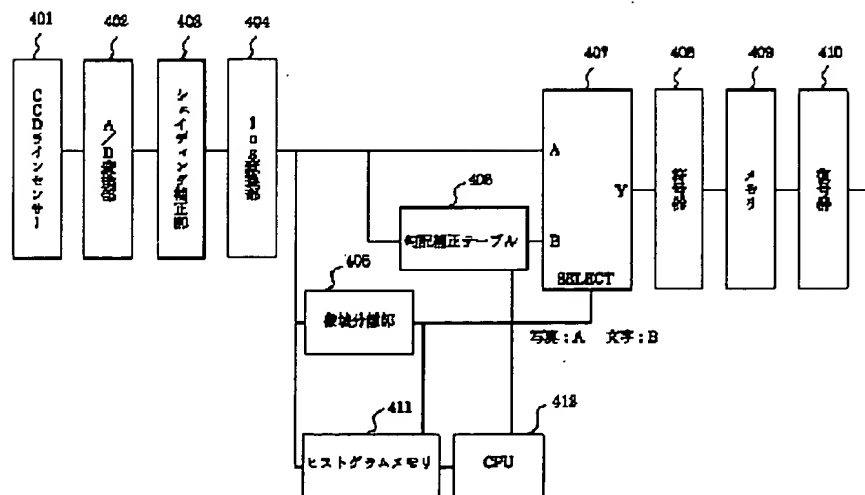 401
402
403
404
407
408
409
410
CCDラインセンサー
A/D変換部
シェイディング補正部
log変換部
A
B
Y
SELECT
符号器
メモリ
復号器
406
勾配補正テーブル
405
像域分離部
写真:A 文字:B
411
ヒストグラムメモリ
412
CPU